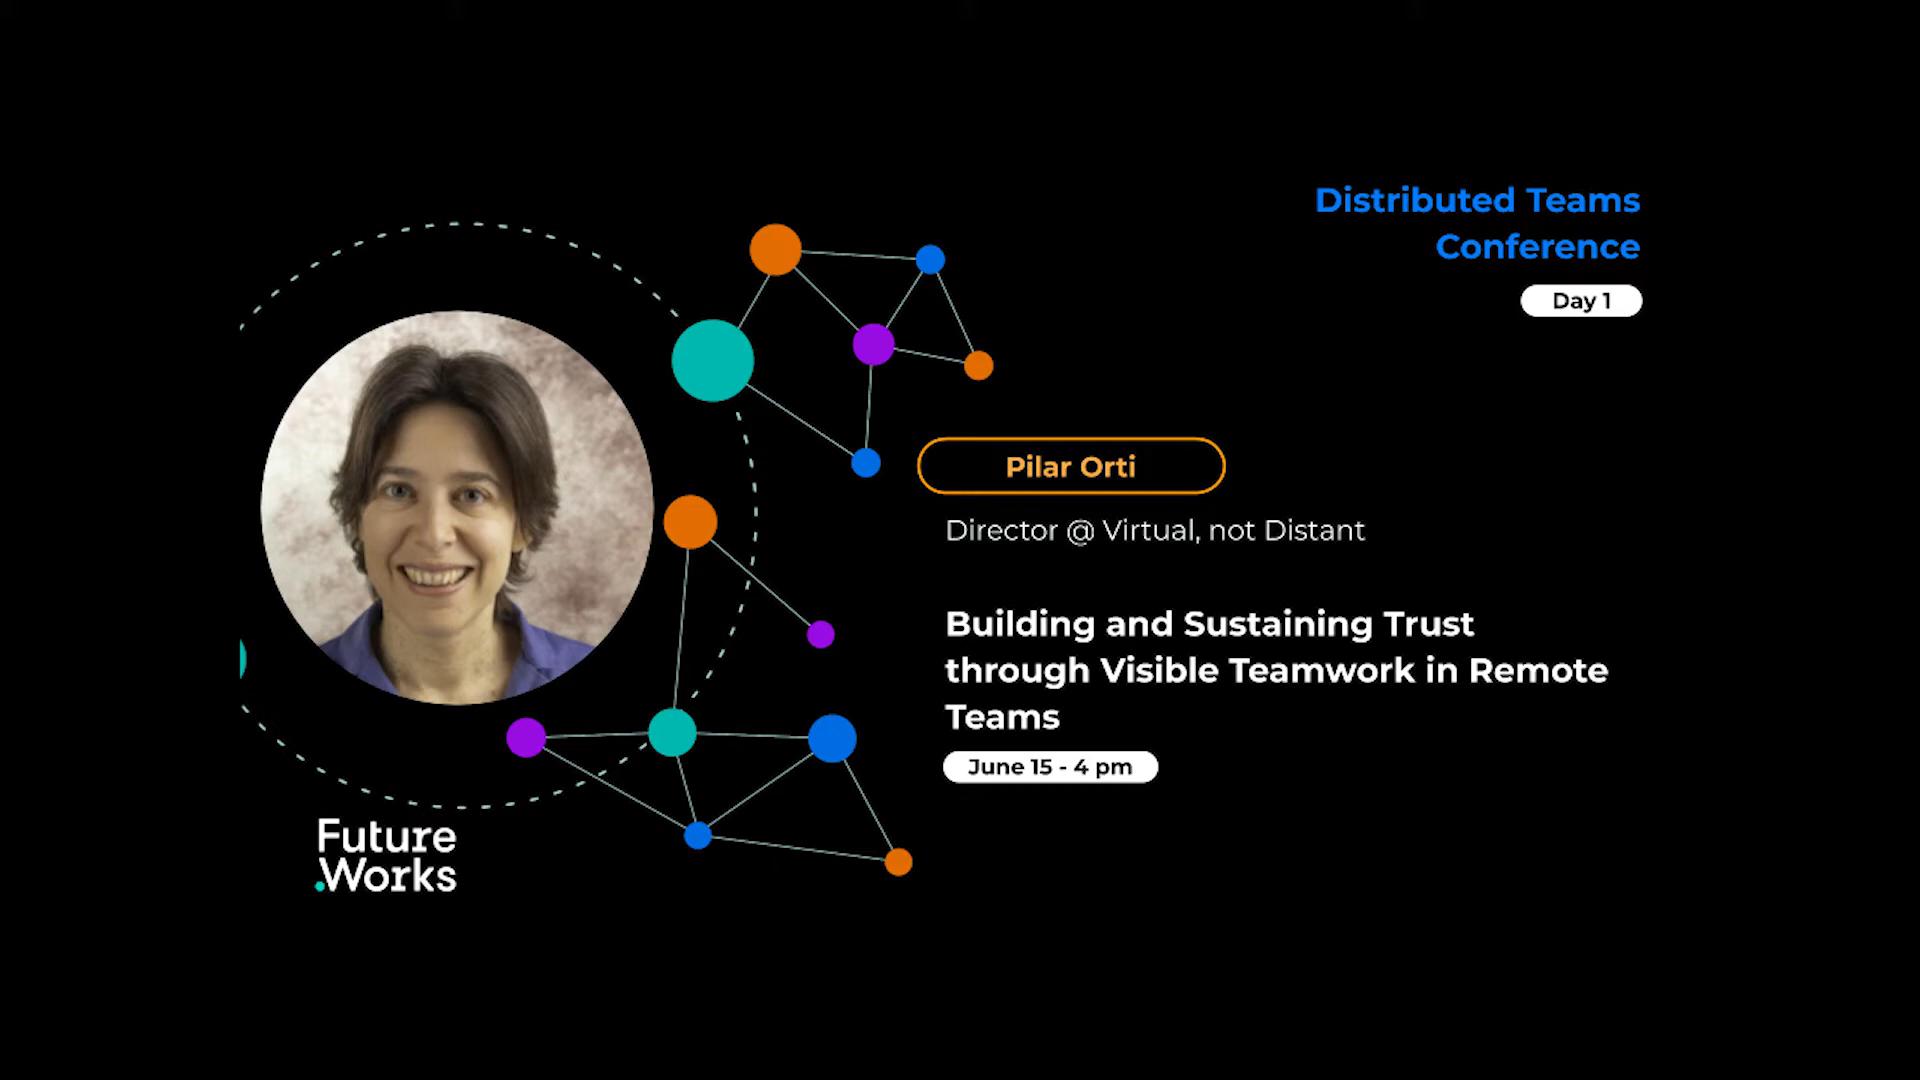 Distributed Teams
Conference
Day 1
Pilar Orti
Director @ Virtual, not Distant
Building and Sustaining Trust
through Visible Teamwork in Remote
Teams
June 15 - 4 pm
Future
.Works